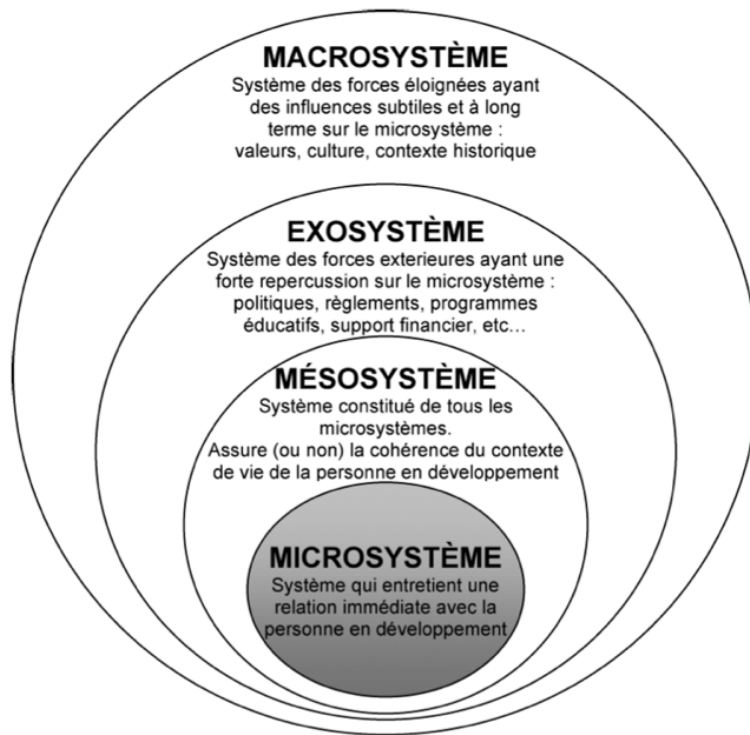 MACROSYSTÈME
Système des forces éloignées ayant
des influences subtiles et à long
terme sur le microsystème :
valeurs, culture, contexte historique
EXOSYSTÈME
Système des forces exterieures ayant une
forte repercussion sur le microsystème :
politiques, règlements, programmes
éducatifs, support financier, etc...
MÉSOSYSTÈME
Système constitué de tous les
microsystèmes.
Assure (ou non) la cohérence du contexte
de vie de la personne en développement
MICROSYSTÈME
Système qui entretient une
relation immédiate avec la
personne en développement